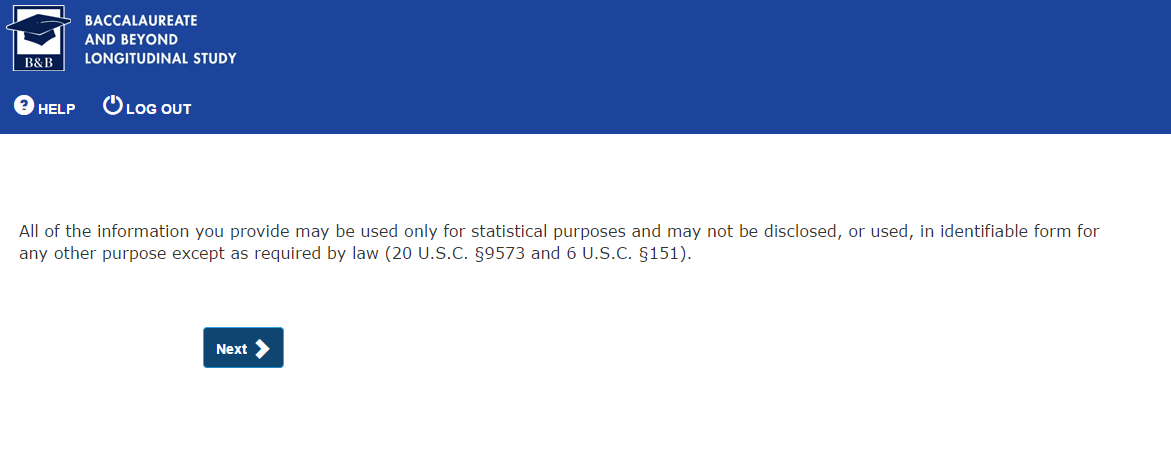 BACCALAUREATE
AND BEYOND
LONGITUDINAL STUDY
B&B
? HELP
LOG OUT
All of the information you provide may be used only for statistical purposes and may not be disclosed, or used, in identifiable form for
any other purpose except as required by law (20 U.S.C. §9573 and 6 U.S.C. §151).
Next